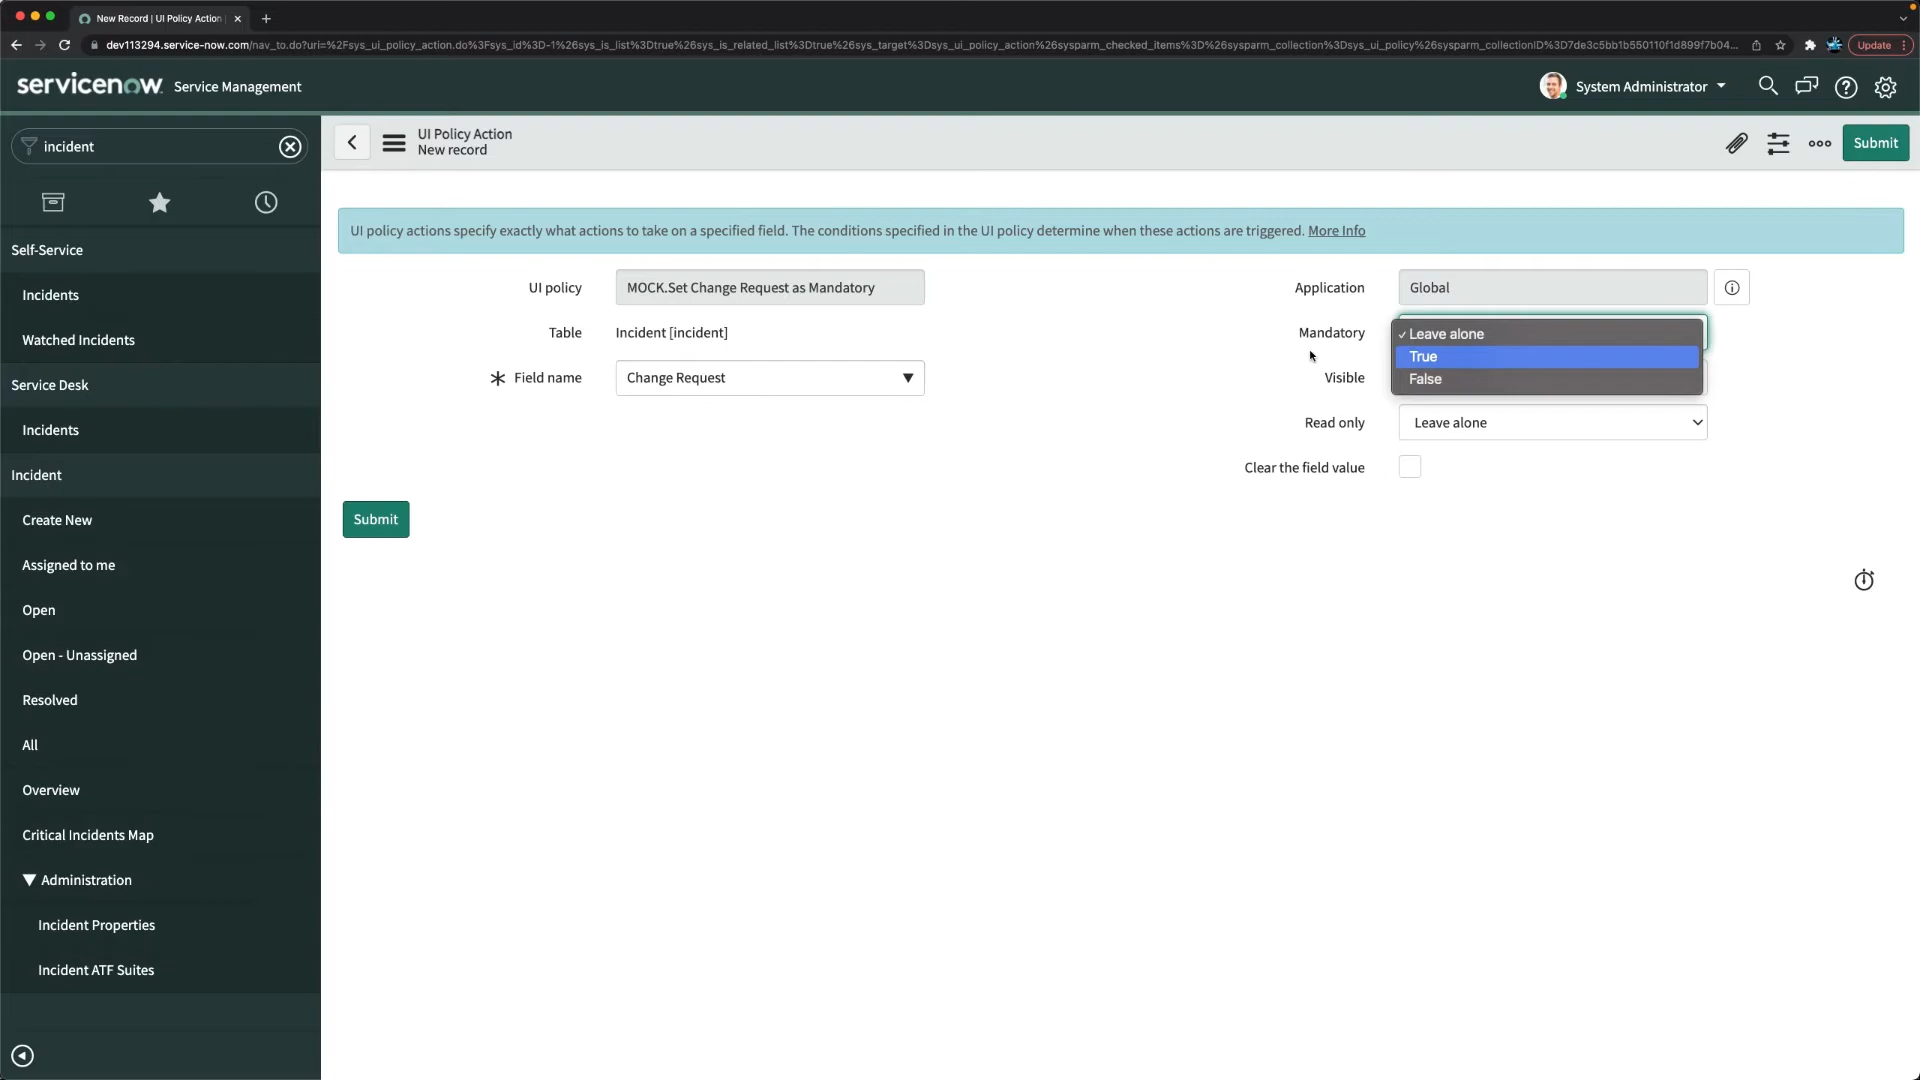 New Record | UI Policy Action
dev113294.service-now.com/nav_to.do?uri=%2Fsys_ui_policy_action.do%3Fsys_id%3D-1%26sys_is_list%3Dtrue%26sys_is_related_list%3Dtrue%26sys_target%3Dsys_ui_policy_action%26sysparm_checked_items%3D%26sysparm_collection%3Dsys_ui_policy%26sysparm_collectionID%3D7de3c5bb1b550110f1d899f7b04...
Update
servicenow Service Management
System Administrator
incident
UI Policy Action
New record
Submit
Self-Service
Incidents
Watched Incidents
Service Desk
Incidents
Incident
Create New
Assigned to me
Open
Open - Unassigned
Resolved
All
Overview
Critical Incidents Map
Administration
Incident Properties
Incident ATF Suites
UI policy actions specify exactly what actions to take on a specified field. The conditions specified in the UI policy determine when these actions are triggered. More Info
UI policy
MOCK.Set Change Request as Mandatory
Table
Incident [incident]
Field name
Change Request
Application
Global
Mandatory
✓ Leave alone
True
False
Visible
Read only
Leave alone
Clear the field value
Submit